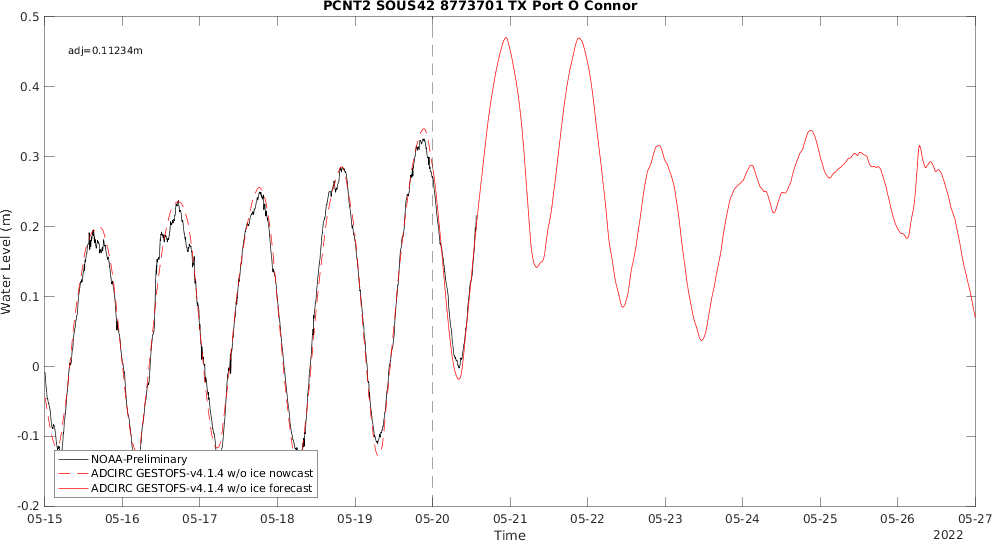 PCNT2 SOUS42 8773701 TX Port O Connor
adj=0.11234m
Water Level (m)
0.5
0.4
0.3
0.2
0.1
0
-0.1
-0.2
NOAA-Preliminary
ADCIRC GESTOFS-v4.1.4 w/o ice nowcast
ADCIRC GESTOFS-v4.1.4 w/o ice forecast
05-15 05-16 05-17 05-18 05-19 05-20 05-21 05-22 05-23 05-24 05-25 05-26 05-27
Time
2022